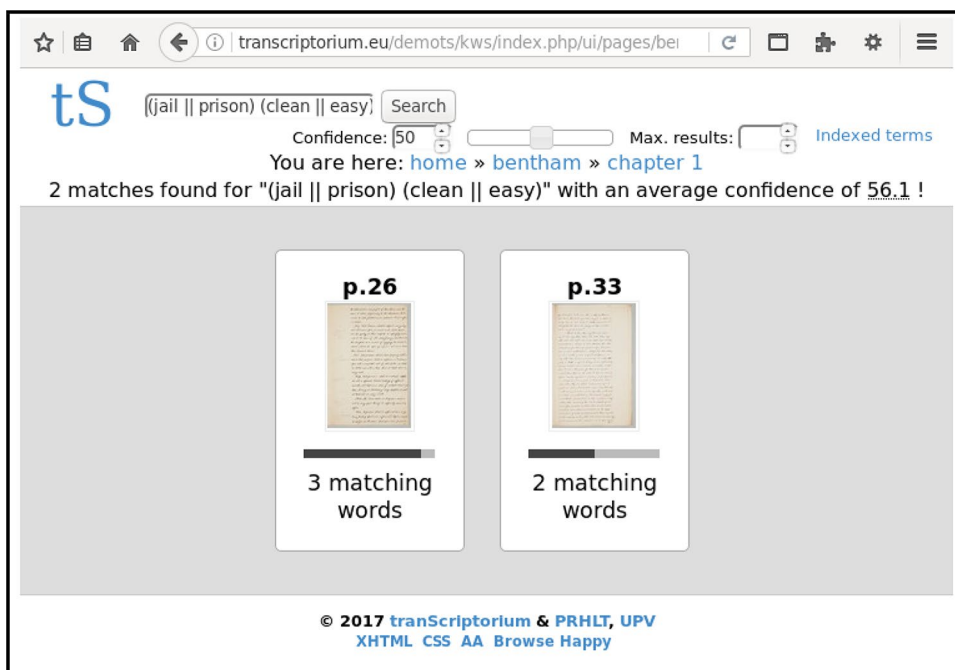 transcriptorium.eu/demots/kws/index.php/ui/pages/be
tS (jail || prison) (clean || easy) Search
Confidence: 50 Max. results: Indexed terms
You are here: home » bentham » chapter 1
2 matches found for "(jail || prison) (clean || easy)" with an average confidence of 56.1 !
p.26 p.33
3 matching 2 matching
words words
© 2017 tranScriptorium & PRHLT, UPV
XHTML CSS AA Browse Happy